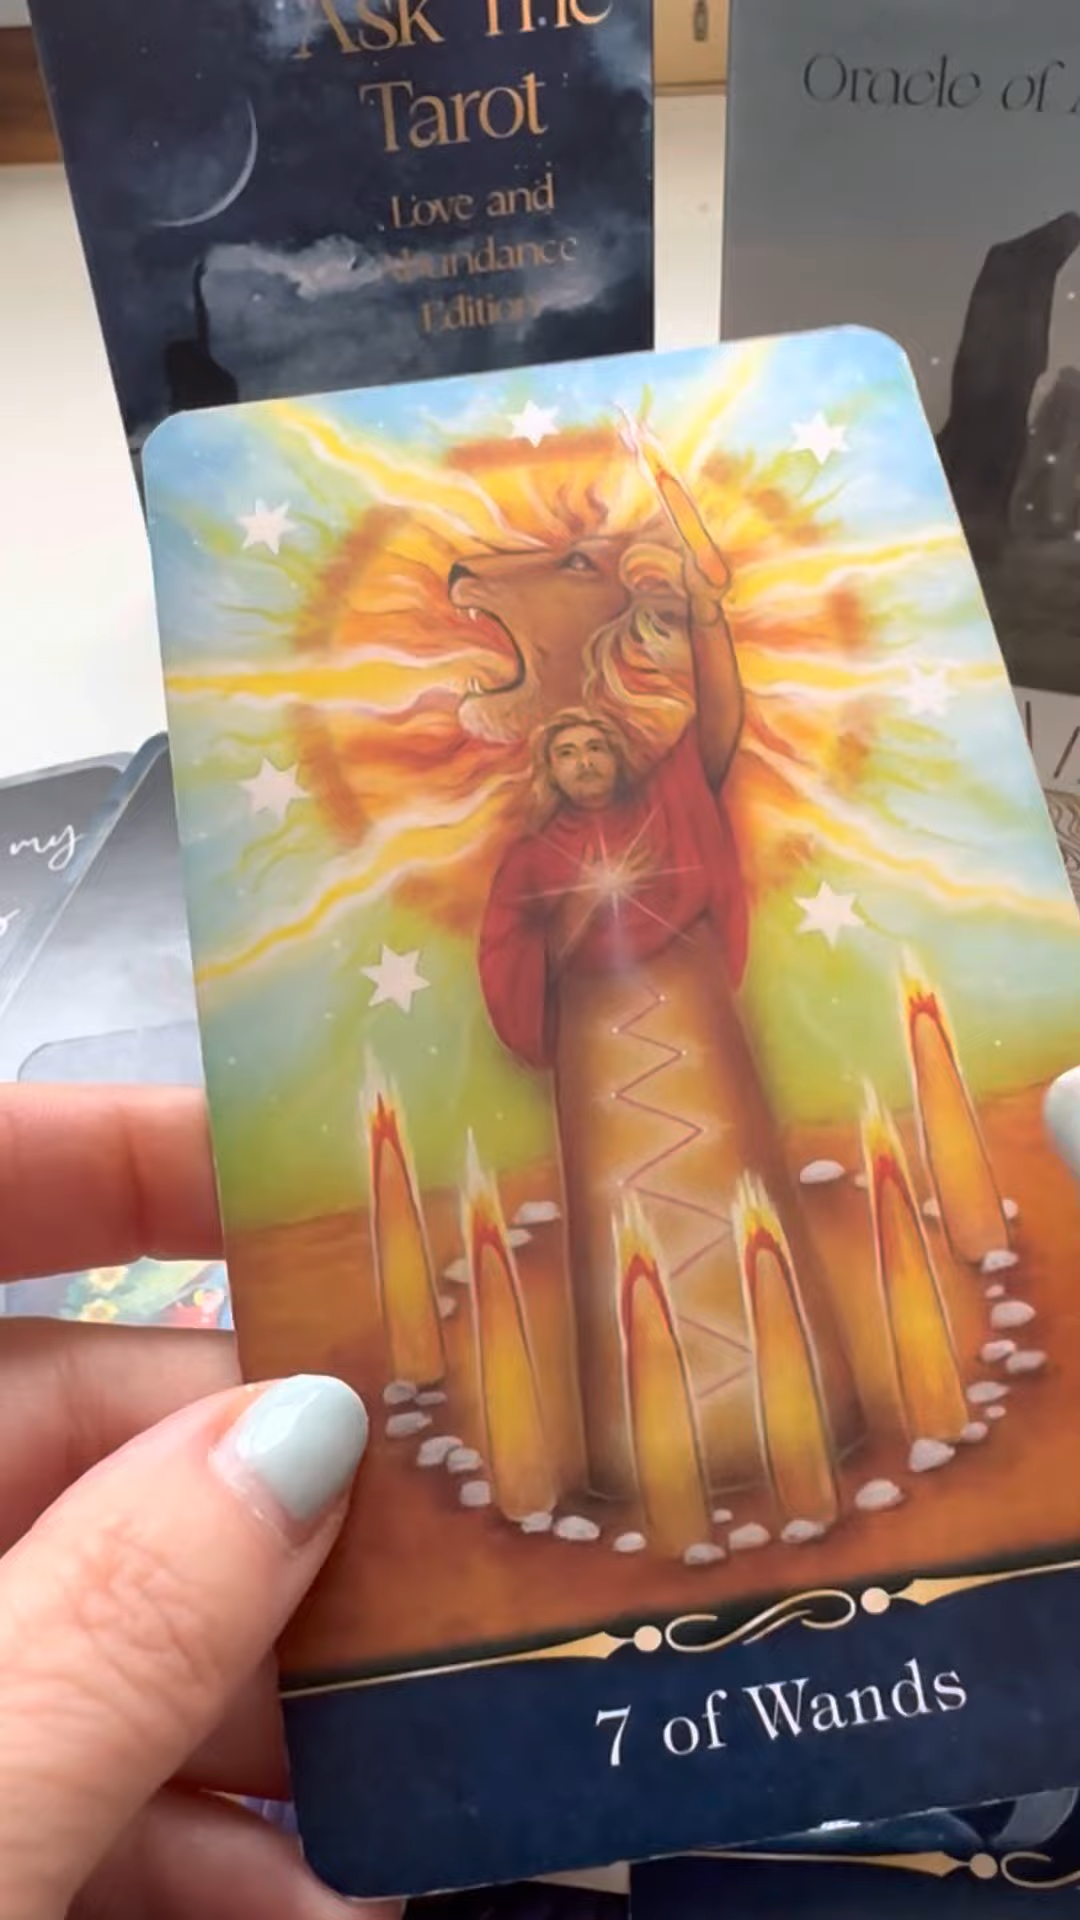 Ask The
Tarot
Love and
Abundance
Edition
Oracle of
my
7 of Wands